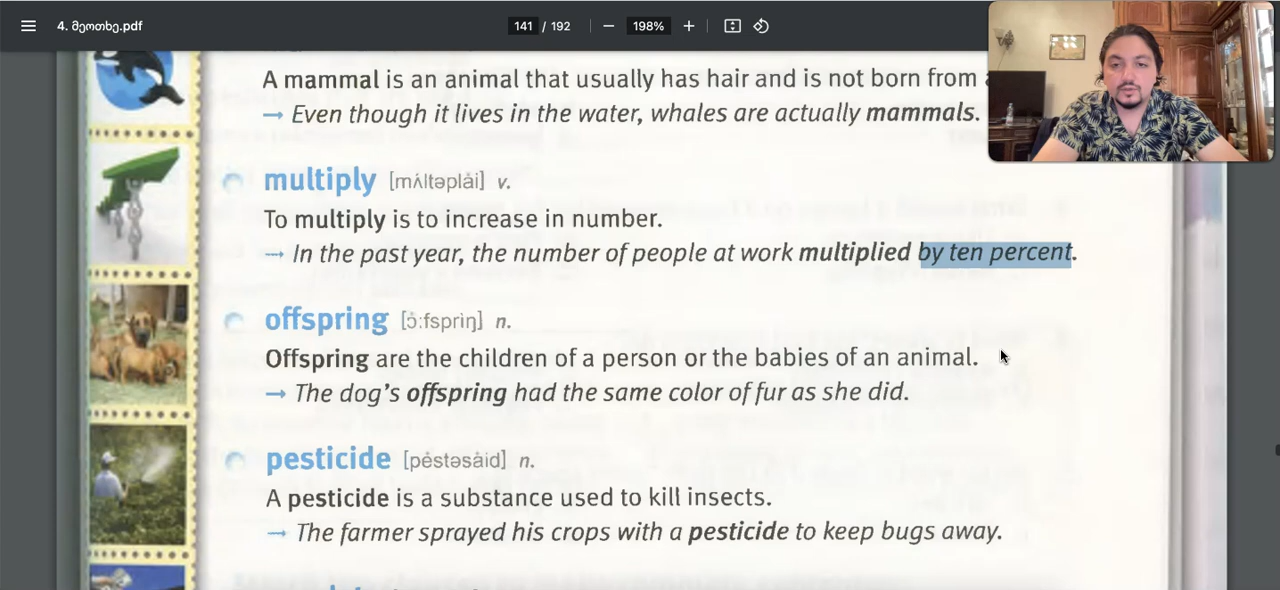 4. მეოთხე.pdf
141 / 192
198%
A mammal is an animal that usually has hair and is not born from
→ Even though it lives in the water, whales are actually mammals.
multiply [mʌ́ltəplài] v.
To multiply is to increase in number.
→ In the past year, the number of people at work multiplied by ten percent.
offspring [ɔ́:fsprìŋ] n.
Offspring are the children of a person or the babies of an animal.
→ The dog's offspring had the same color of fur as she did.
pesticide [péstəsàid] n.
A pesticide is a substance used to kill insects.
→ The farmer sprayed his crops with a pesticide to keep bugs away.